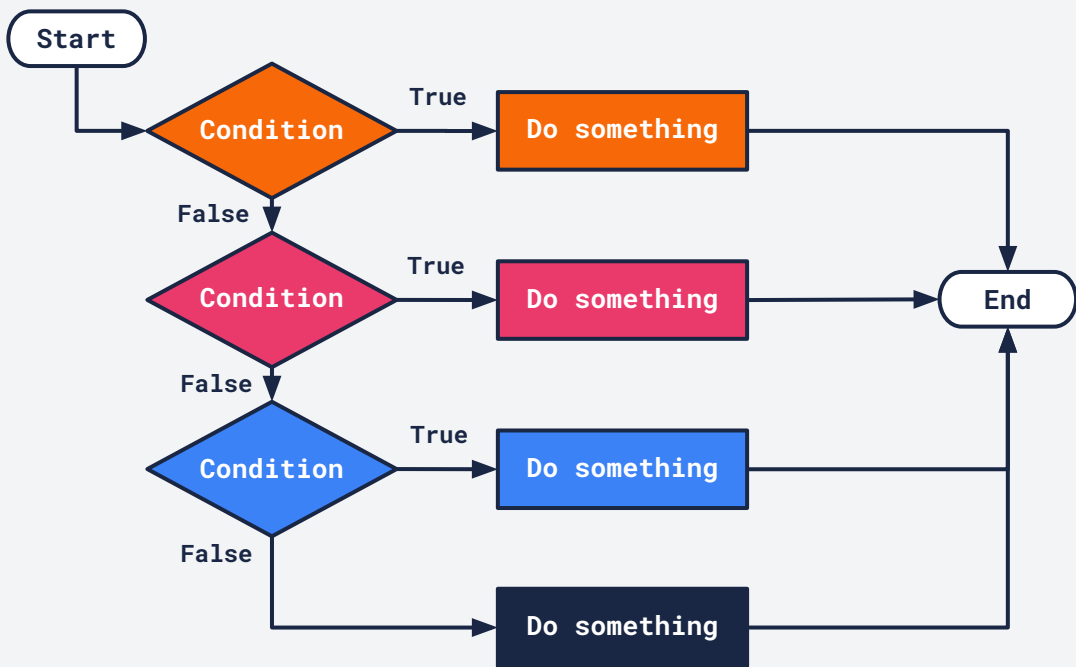 Start
True
Condition
Do something
False
True
Condition
Do something
End
False
True
Condition
Do something
False
Do something